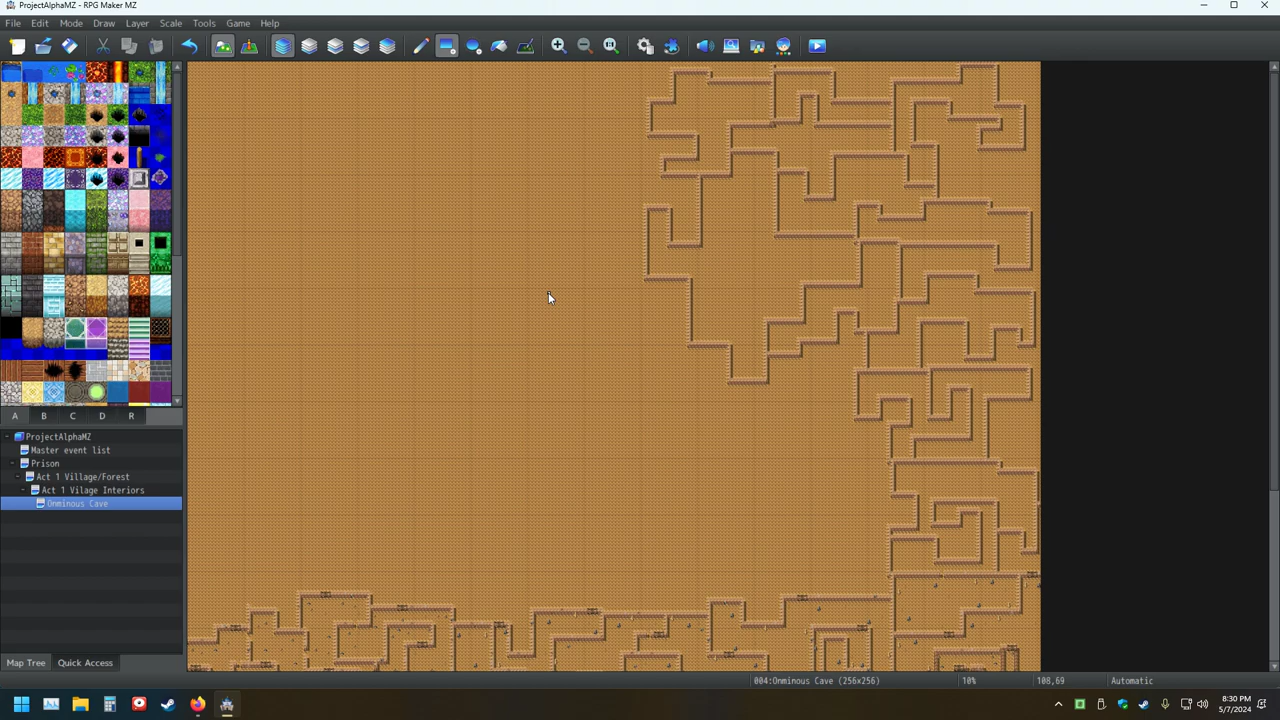 ProjectAlphaMZ - RPG Maker MZ
File Edit Mode Draw Layer Scale Tools Game Help
A B C D R
ProjectAlphaMZ
Master event list
Prison
Act 1 Village/Forest
Act 1 Vilage Interiors
Onminous Cave
Map Tree Quick Access
004:Onminous Cave (256x256) 10% 108,69 Automatic
8:30 PM
5/7/2024